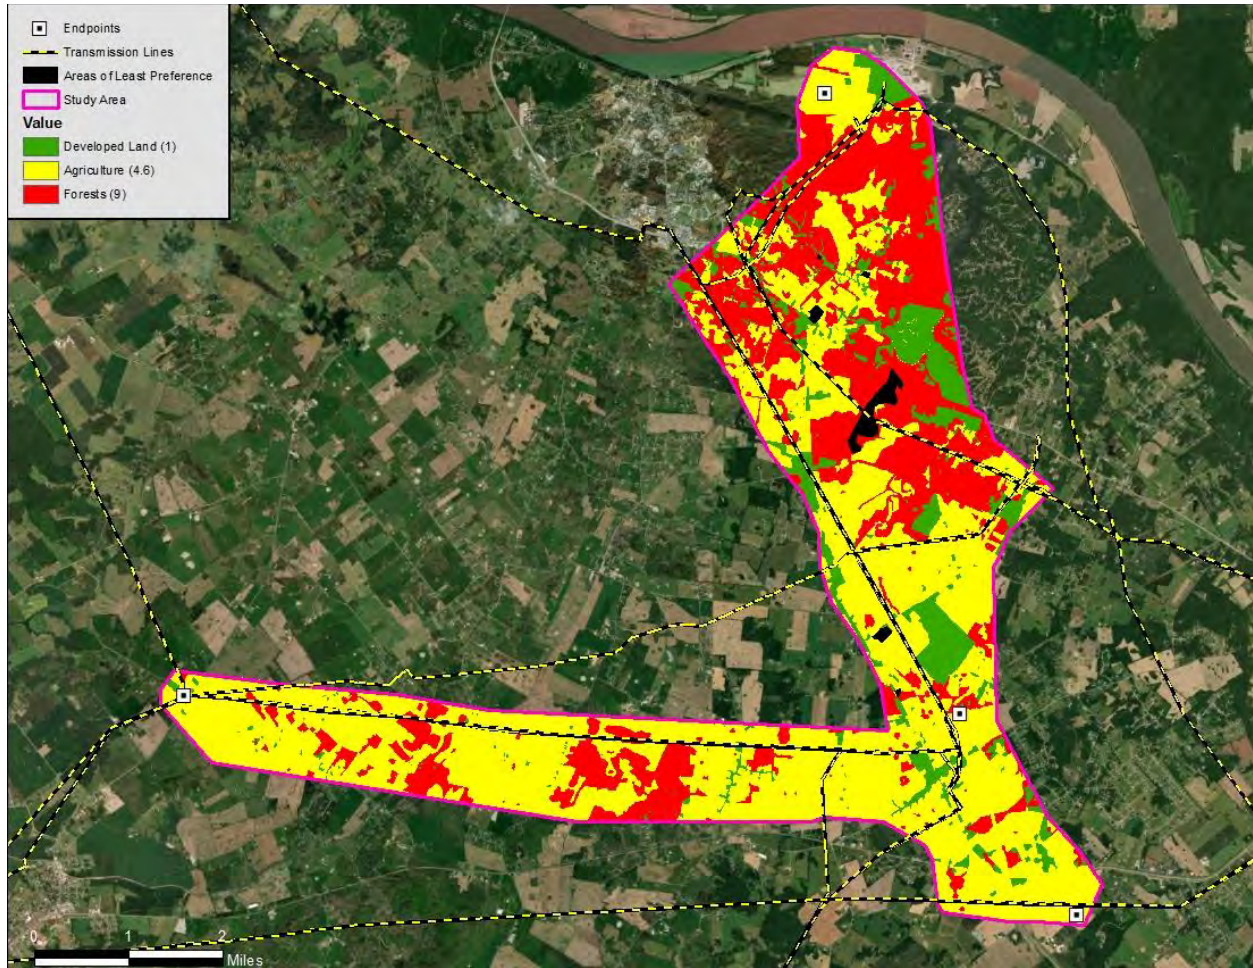 Endpoints
Transmission Lines
Areas of Least Preference
Study Area
Value
Developed Land (1)
Agriculture (4.6)
Forests (9)
0 1 2
Miles